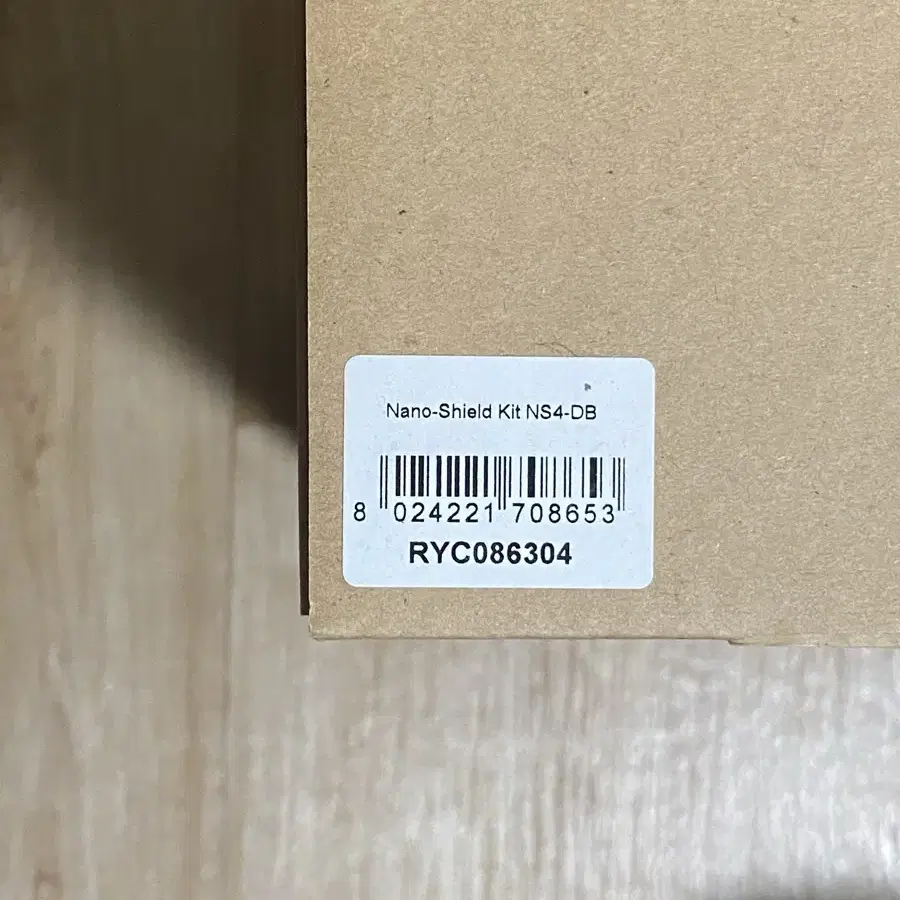 Nano-Shield Kit NS4-DB
8 024221 708653
RYC086304